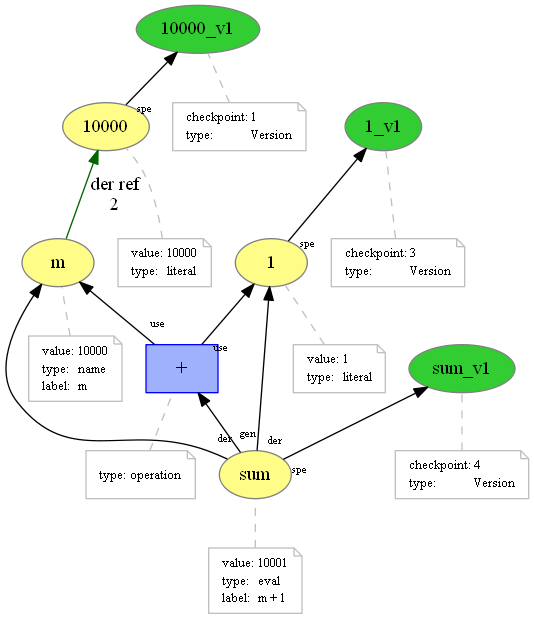 10000_v1
10000
spe
checkpoint: 1
type: Version
1_v1
der ref
2
spe
value: 10000
type: literal
checkpoint: 3
type: Version
m
1
use
use
value: 10000
type: name
label: m
+
value: 1
type: literal
sum_v1
der
gen
der
type: operation
sum
spe
checkpoint: 4
type: Version
value: 10001
type: eval
label: m + 1